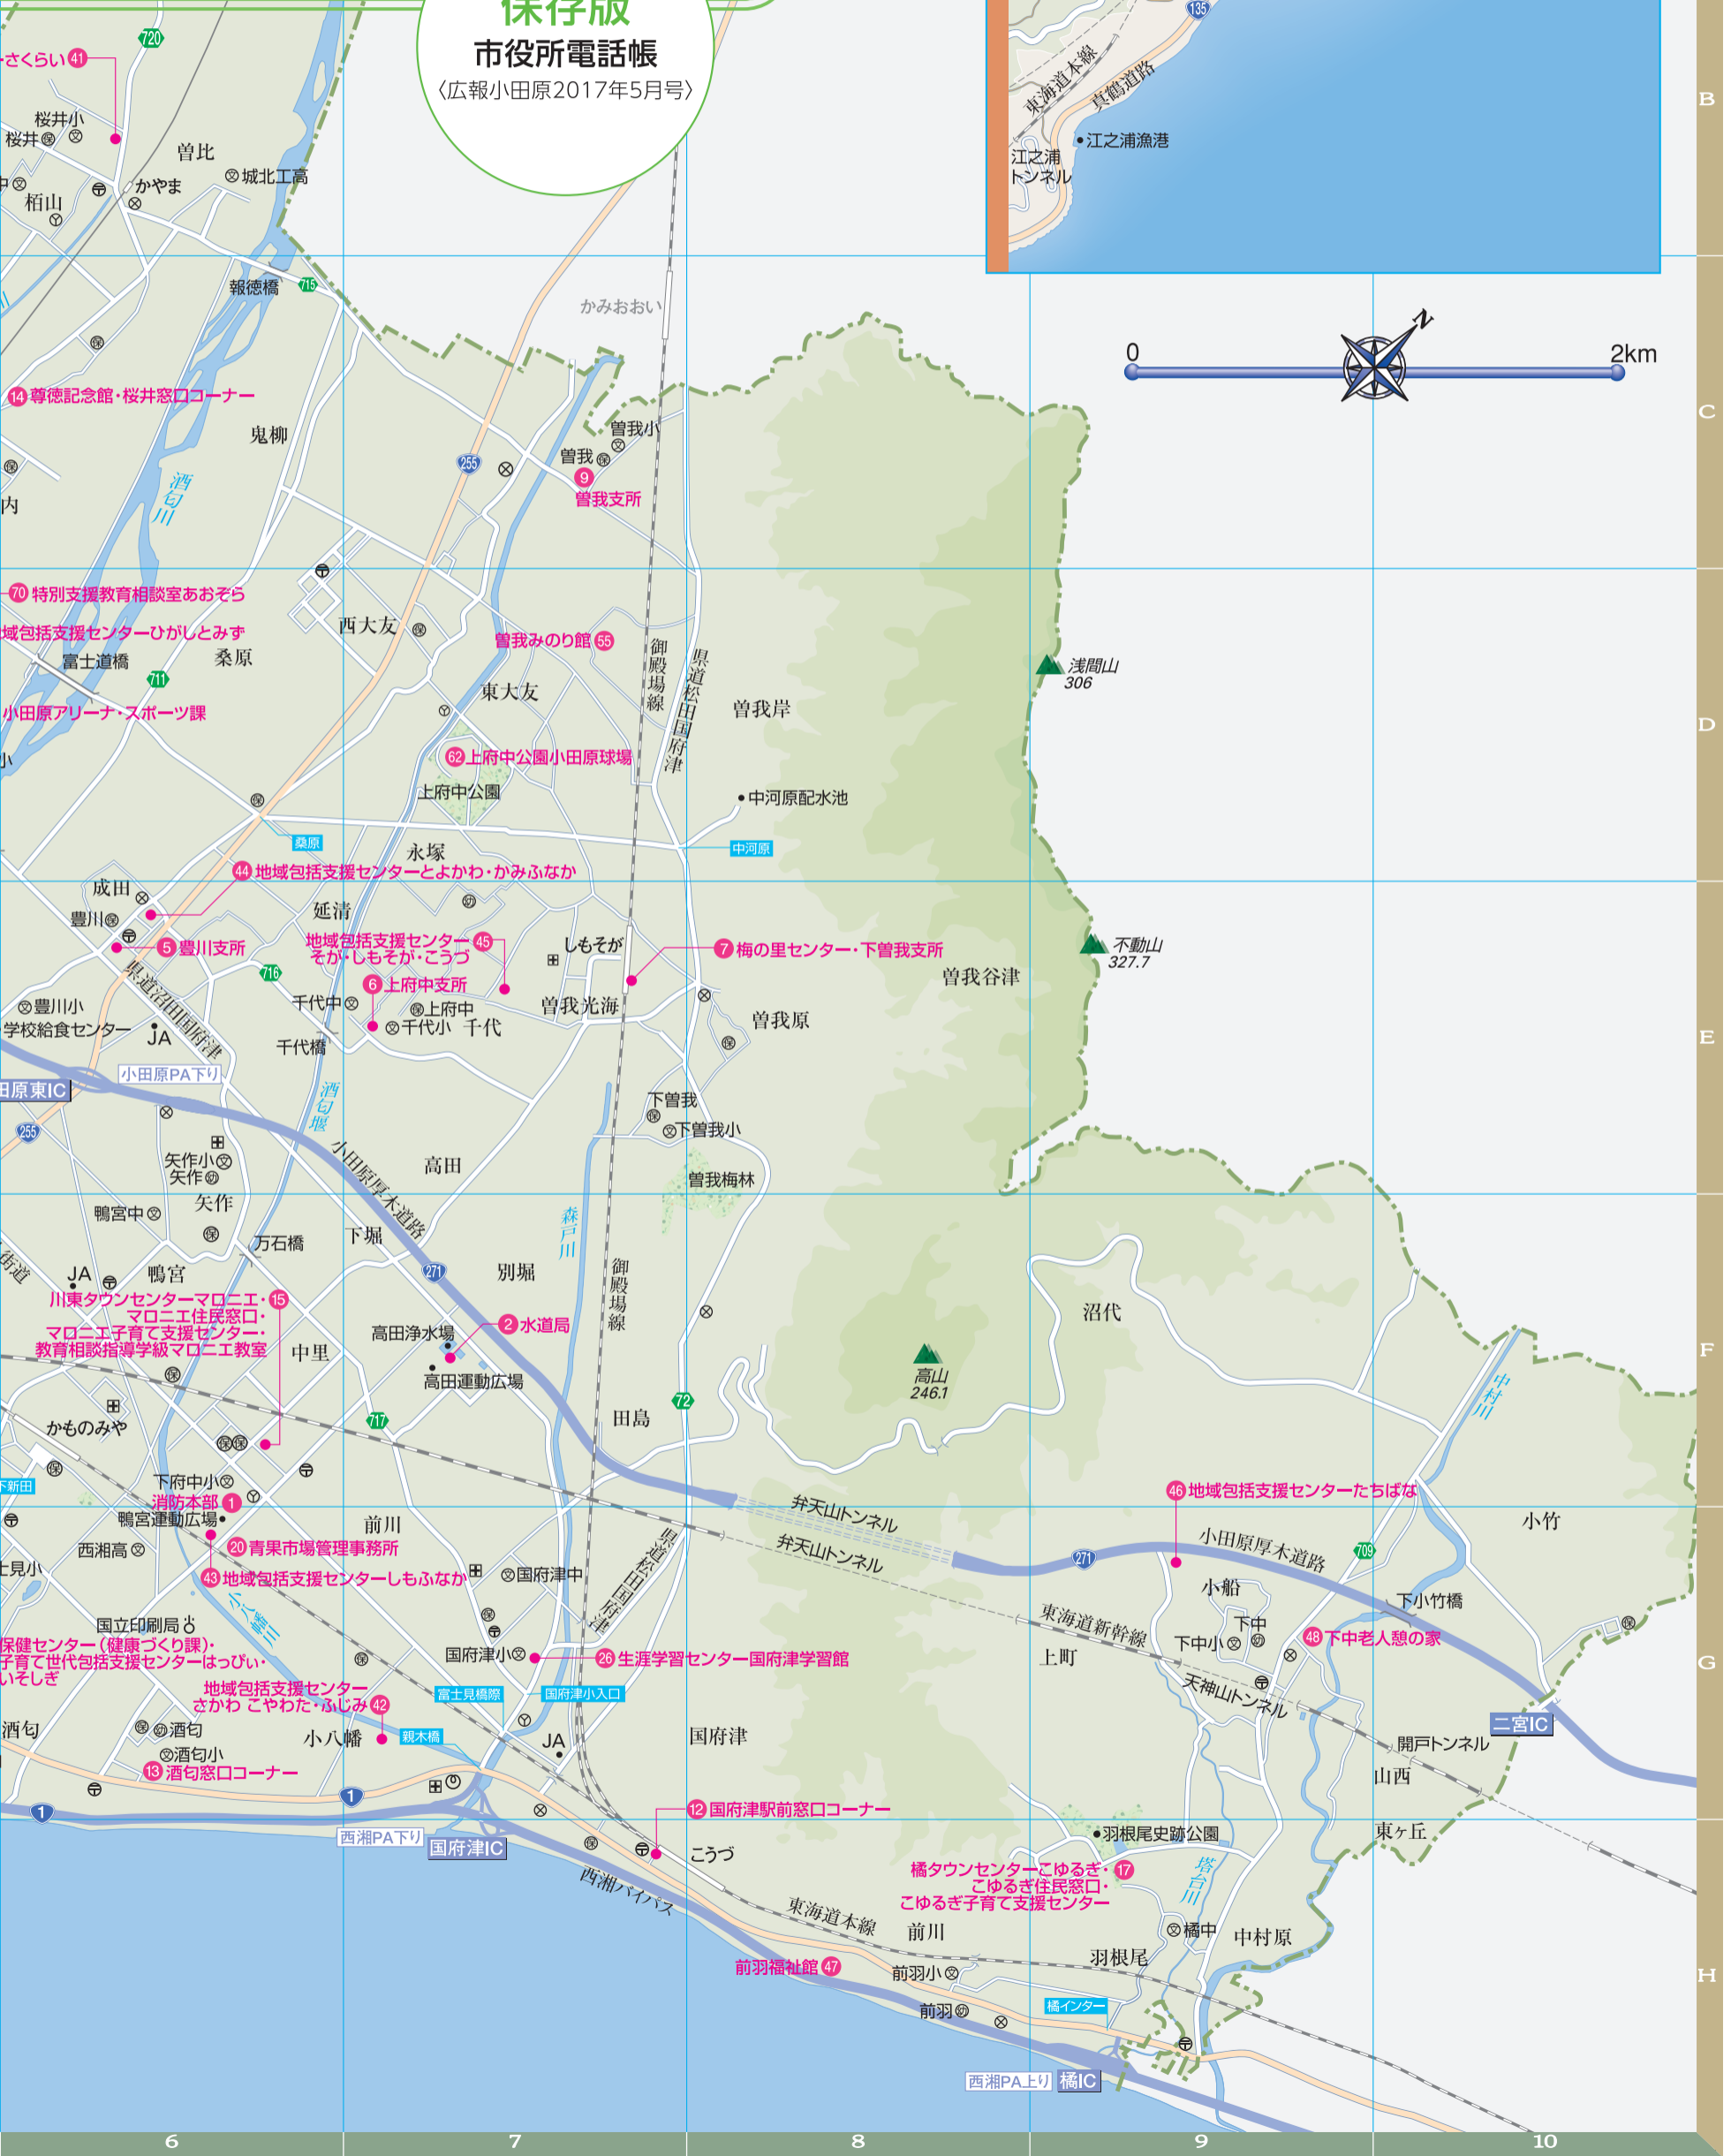 保存版
市役所電話帳
〈広報小田原2017年5月号〉
135
東海道本線
真鶴道路
江之浦漁港
江之浦
トンネル
B
720
さくらい 41
桜井小
桜井
曽比
城北工高
かやま
栢山
報徳橋
715
かみおおい
0
2km
N
C
14 尊徳記念館・桜井窓口コーナー
鬼柳
曽我小
曽我
9
曽我支所
255
酒匂川
内
70 特別支援教育相談室あおぞら
域包括支援センターひがしとみず
富士道橋
桑原
711
小田原アリーナ・スポーツ課
西大友
曽我みのり館 55
東大友
御殿場線
県道松田国府津
曽我岸
浅間山
306
D
小
62 上府中公園小田原球場
上府中公園
中河原配水池
桑原
中河原
永塚
44 地域包括支援センターとよかわ・かみふなか
成田
豊川
5 豊川支所
延清
地域包括支援センター 45
そが・しもそが・こうづ
しもそが
7 梅の里センター・下曽我支所
不動山
327.7
県道沼田国府津
716
6 上府中支所
曽我谷津
千代中
上府中
千代小
千代
曽我光海
曽我原
豊川小
学校給食センター
JA
千代橋
E
小田原PA下り
田原東IC
255
酒匂堰
下曽我
下曽我小
矢作小
矢作
矢作
小田原厚木道路
高田
曽我梅林
鴨宮中
街道
万石橋
下堀
森戸川
JA
鴨宮
271
別堀
御殿場線
沼代
川東タウンセンターマロニエ・ 15
マロニエ住民窓口・
マロニエ子育て支援センター・
教育相談指導学級マロニエ教室
中里
高田浄水場
2 水道局
高田運動広場
高山
246.1
F
中村川
72
かものみや
717
田島
下新田
下府中小
消防本部 1
鴨宮運動広場
前川
弁天山トンネル
弁天山トンネル
46 地域包括支援センターたちばな
小竹
西湘高
20 青果市場管理事務所
士見小
43 地域包括支援センターしもふなか
国府津中
県道松田国府津
271
小田原厚木道路
709
小船
下小竹橋
小八幡川
国立印刷局
東海道新幹線
下中
下中小
48 下中老人憩の家
保健センター(健康づくり課)・
子育て世代包括支援センターはっぴぃ・
いそしぎ
国府津小
26 生涯学習センター国府津学習館
上町
G
地域包括支援センター
さかわ こやわた・ふじみ 42
富士見橋際
国府津小入口
天神山トンネル
酒匂
酒匂
小八幡
親木橋
JA
国府津
二宮IC
開戸トンネル
酒匂小
13 酒匂窓口コーナー
山西
1
1
12 国府津駅前窓口コーナー
東ヶ丘
西湘PA下り
国府津IC
こうづ
羽根尾史跡公園
橘タウンセンターこゆるぎ・ 17
こゆるぎ住民窓口・
こゆるぎ子育て支援センター
塔台川
西湘バイパス
東海道本線
前川
橘中
中村原
羽根尾
前羽福祉館 47
前羽小
前羽
橘インター
H
西湘PA上り
橘IC
6
7
8
9
10